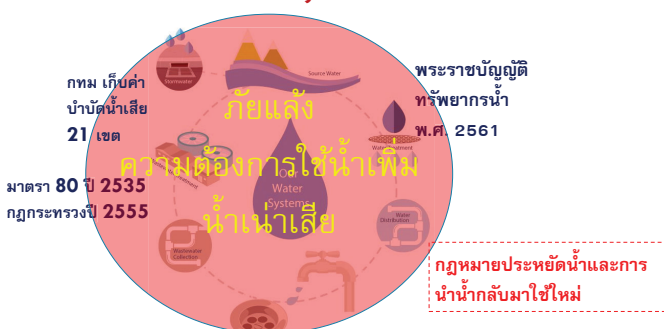 Stormwater
Source Water
กทม เก็บค่า
บำบัดน้ำเสีย
21 เขต
พระราชบัญญัติ
ทรัพยากรน้ำ
พ.ศ. 2561
ภัยแล้ง
ความต้องการใช้น้ำเพิ่ม
น้ำเน่าเสีย
Our
Water
Systems
มาตรา 80 ปี 2535
กฎกระทรวงปี 2555
Water
Distribution
Wastewater
Collection
กฎหมายประหยัดน้ำและการ
นำน้ำกลับมาใช้ใหม่